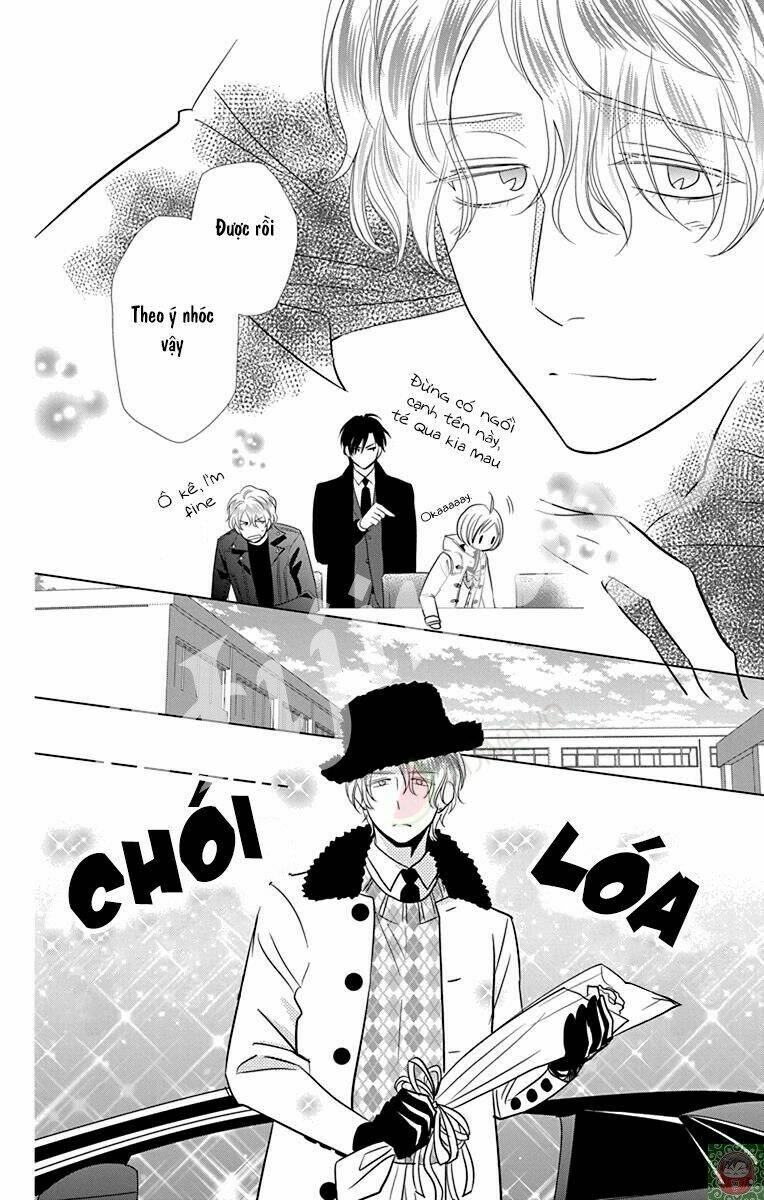 Được rồi
Theo ý nhóc
vậy
Đừng có ngồi
cạnh tên này,
té qua kia mau
Ô kê, I'm
fine
Okaaaaay
CHÓI
LÓA